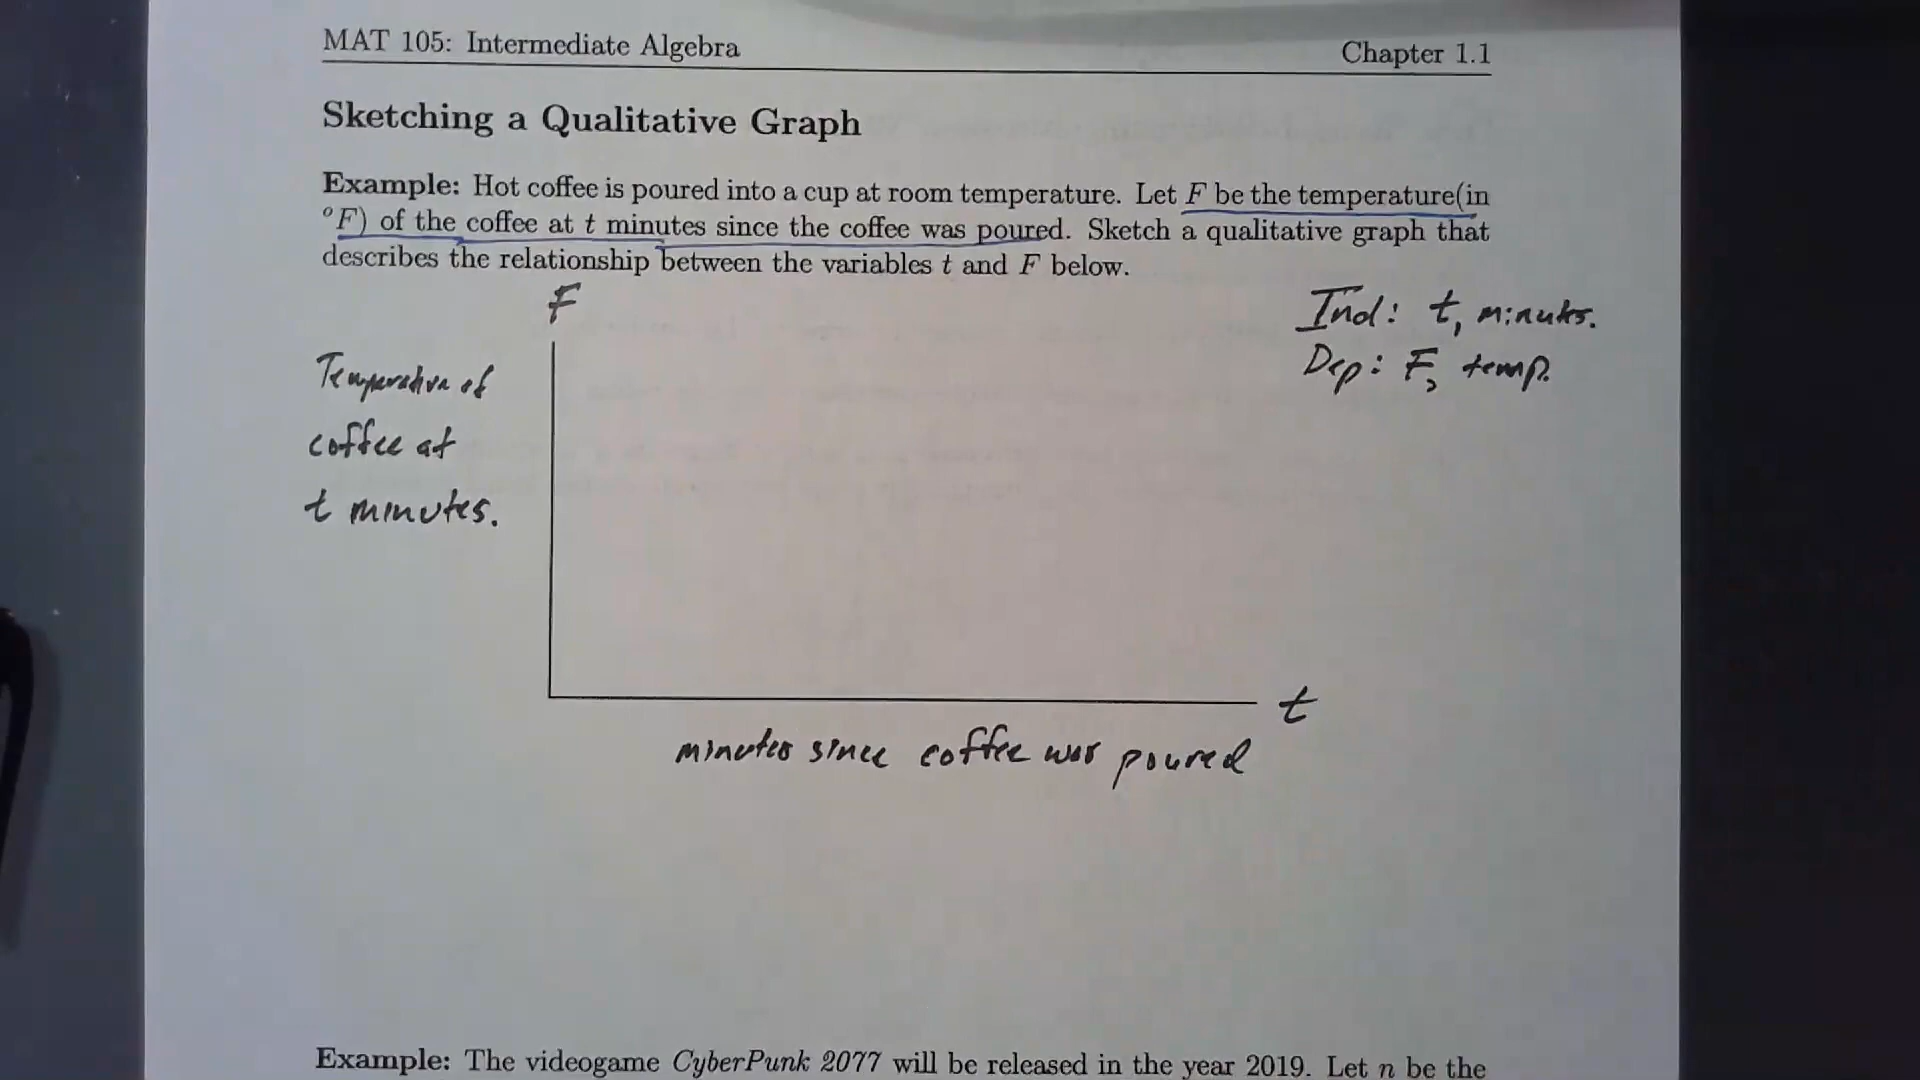 MAT 105: Intermediate Algebra
Chapter 1.1
Sketching a Qualitative Graph
Example: Hot coffee is poured into a cup at room temperature. Let F be the temperature(in
°F) of the coffee at t minutes since the coffee was poured. Sketch a qualitative graph that
describes the relationship between the variables t and F below.
F
Ind: t, minutes.
Dep: F, temp.
Temperature of
coffee at
t minutes.
t
minutes since coffee was poured
Example: The videogame CyberPunk 2077 will be released in the year 2019. Let n be the